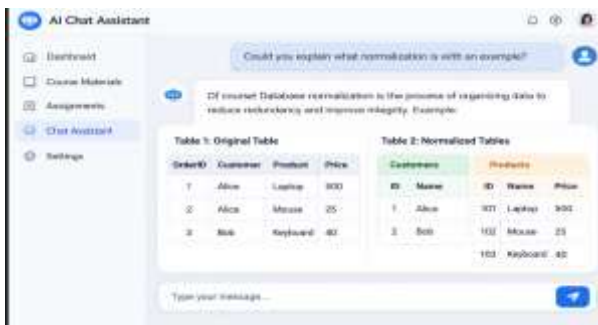 AI Chat Assistant
Dashboard
Course Materials
Assignments
Chat Assistant
Settings
Could you explain what normalization is with an example?
Of course! Database normalization is the process of organizing data to
reduce redundancy and improve integrity. Example:
Table 1: Original Table
OrderID Customer Product Price
1 Alice Laptop 900
2 Alice Mouse 25
3 Bob Keyboard 40
Table 2: Normalized Tables
Customers Products
ID Name ID Name Price
1 Alice 101 Laptop 900
2 Bob 102 Mouse 25
103 Keyboard 40
Type your message...